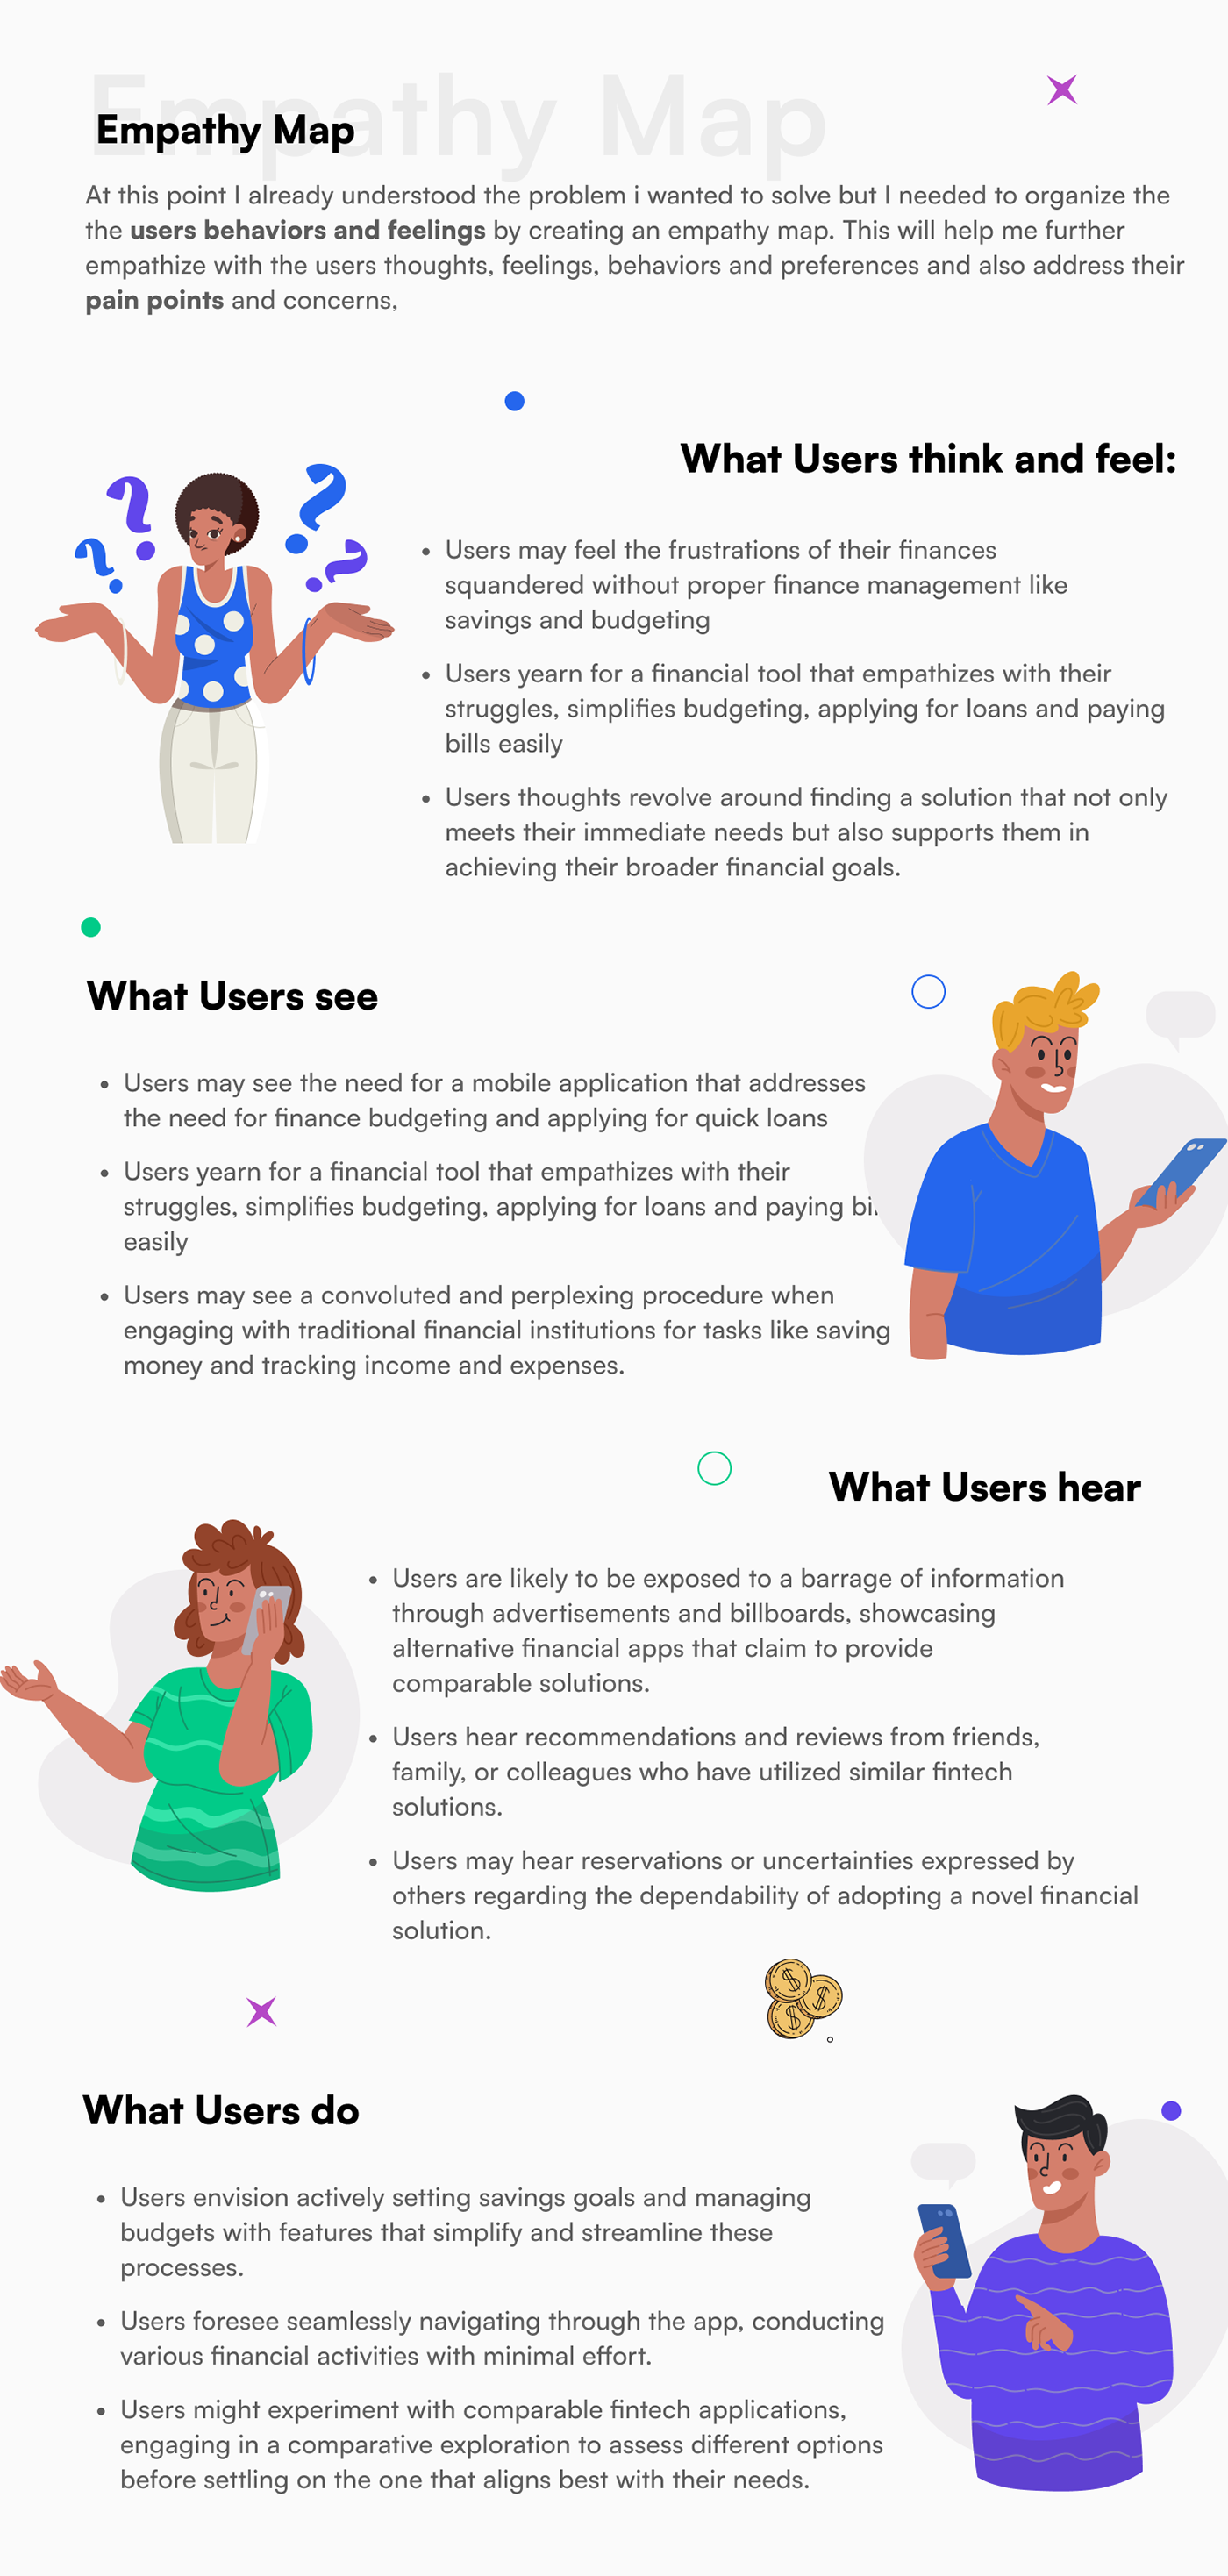 Empathy Map
Empathy Map
At this point I already understood the problem i wanted to solve but I needed to organize the
the users behaviors and feelings by creating an empathy map. This will help me further
empathize with the users thoughts, feelings, behaviors and preferences and also address their
pain points and concerns,
What Users think and feel:
• Users may feel the frustrations of their finances
squandered without proper finance management like
savings and budgeting
• Users yearn for a financial tool that empathizes with their
struggles, simplifies budgeting, applying for loans and paying
bills easily
• Users thoughts revolve around finding a solution that not only
meets their immediate needs but also supports them in
achieving their broader financial goals.
What Users see
• Users may see the need for a mobile application that addresses
the need for finance budgeting and applying for quick loans
• Users yearn for a financial tool that empathizes with their
struggles, simplifies budgeting, applying for loans and paying
easily
• Users may see a convoluted and perplexing procedure when
engaging with traditional financial institutions for tasks like saving
money and tracking income and expenses.
What Users hear
• Users are likely to be exposed to a barrage of information
through advertisements and billboards, showcasing
alternative financial apps that claim to provide
comparable solutions.
• Users hear recommendations and reviews from friends,
family, or colleagues who have utilized similar fintech
solutions.
• Users may hear reservations or uncertainties expressed by
others regarding the dependability of adopting a novel financial
solution.
What Users do
• Users envision actively setting savings goals and managing
budgets with features that simplify and streamline these
processes.
• Users foresee seamlessly navigating through the app, conducting
various financial activities with minimal effort.
• Users might experiment with comparable fintech applications,
engaging in a comparative exploration to assess different options
before settling on the one that aligns best with their needs.